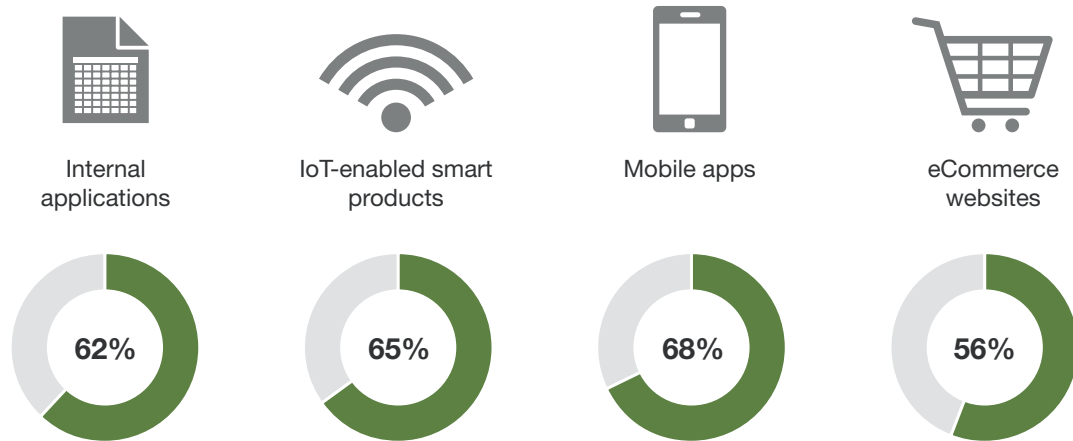 Internal
applications
IoT-enabled smart
products
Mobile apps
eCommerce
websites
62%
65%
68%
56%